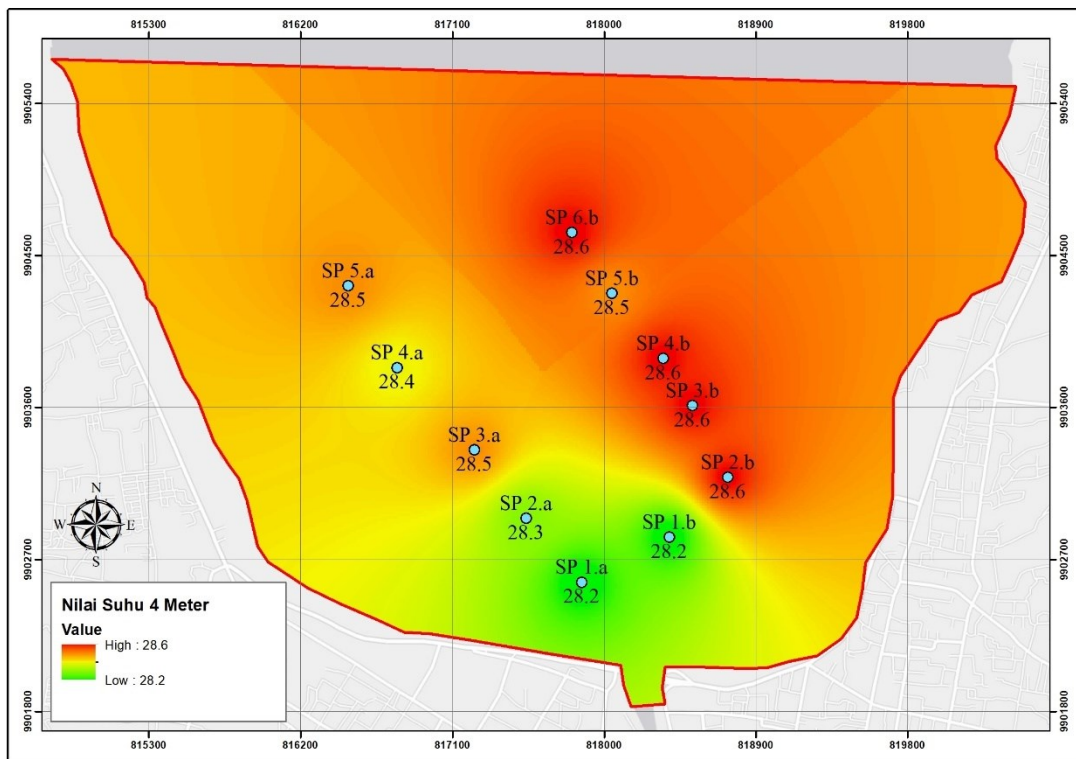 815300 816200 817100 818000 818900 819800
9905400 9905400
SP 6.b
28.6
9904500 9904500
SP 5.a
28.5
SP 5.b
28.5
SP 4.a
28.4
SP 4.b
28.6
SP 3.b
28.6
9903600 9903600
SP 3.a
28.5
SP 2.b
28.6
SP 2.a
28.3
SP 1.b
28.2
N
W E
S
9902700 9902700
SP 1.a
28.2
Nilai Suhu 4 Meter
Value
High : 28.6
Low : 28.2
9901800 9901800
815300 816200 817100 818000 818900 819800